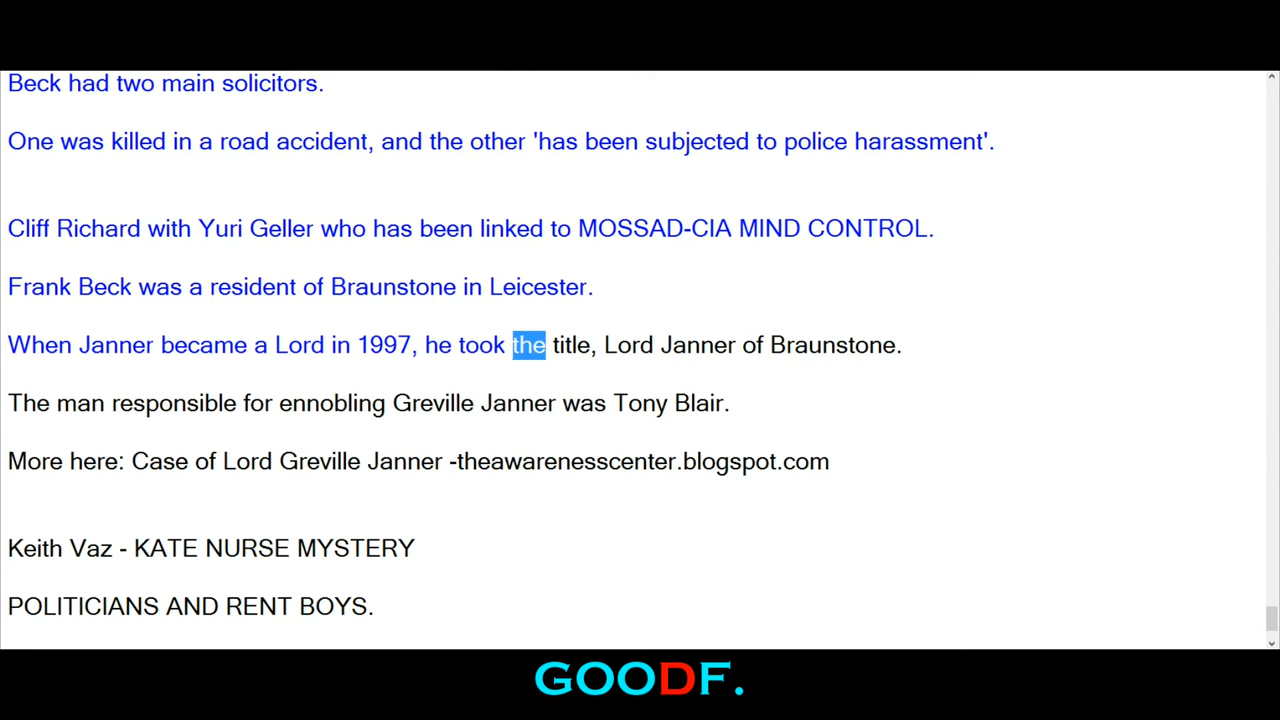 Beck had two main solicitors.
One was killed in a road accident, and the other 'has been subjected to police harassment'.
Cliff Richard with Yuri Geller who has been linked to MOSSAD-CIA MIND CONTROL.
Frank Beck was a resident of Braunstone in Leicester.
When Janner became a Lord in 1997, he took the title, Lord Janner of Braunstone.
The man responsible for ennobling Greville Janner was Tony Blair.
More here: Case of Lord Greville Janner -theawarenesscenter.blogspot.com
Keith Vaz - KATE NURSE MYSTERY
POLITICIANS AND RENT BOYS.
GOODF.